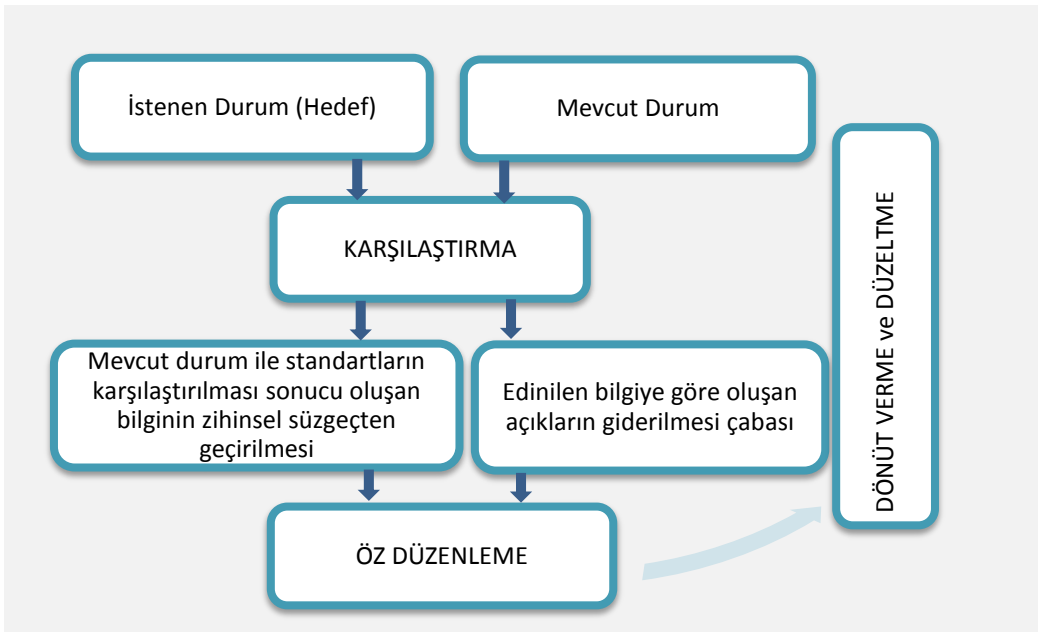 İstenen Durum (Hedef)
Mevcut Durum
KARŞILAŞTIRMA
Mevcut durum ile standartların
karşılaştırılması sonucu oluşan
bilginin zihinsel süzgeçten
geçirilmesi
Edinilen bilgiye göre oluşan
açıkların giderilmesi çabası
ÖZ DÜZENLEME
DÖNÜT VERME ve DÜZELTME